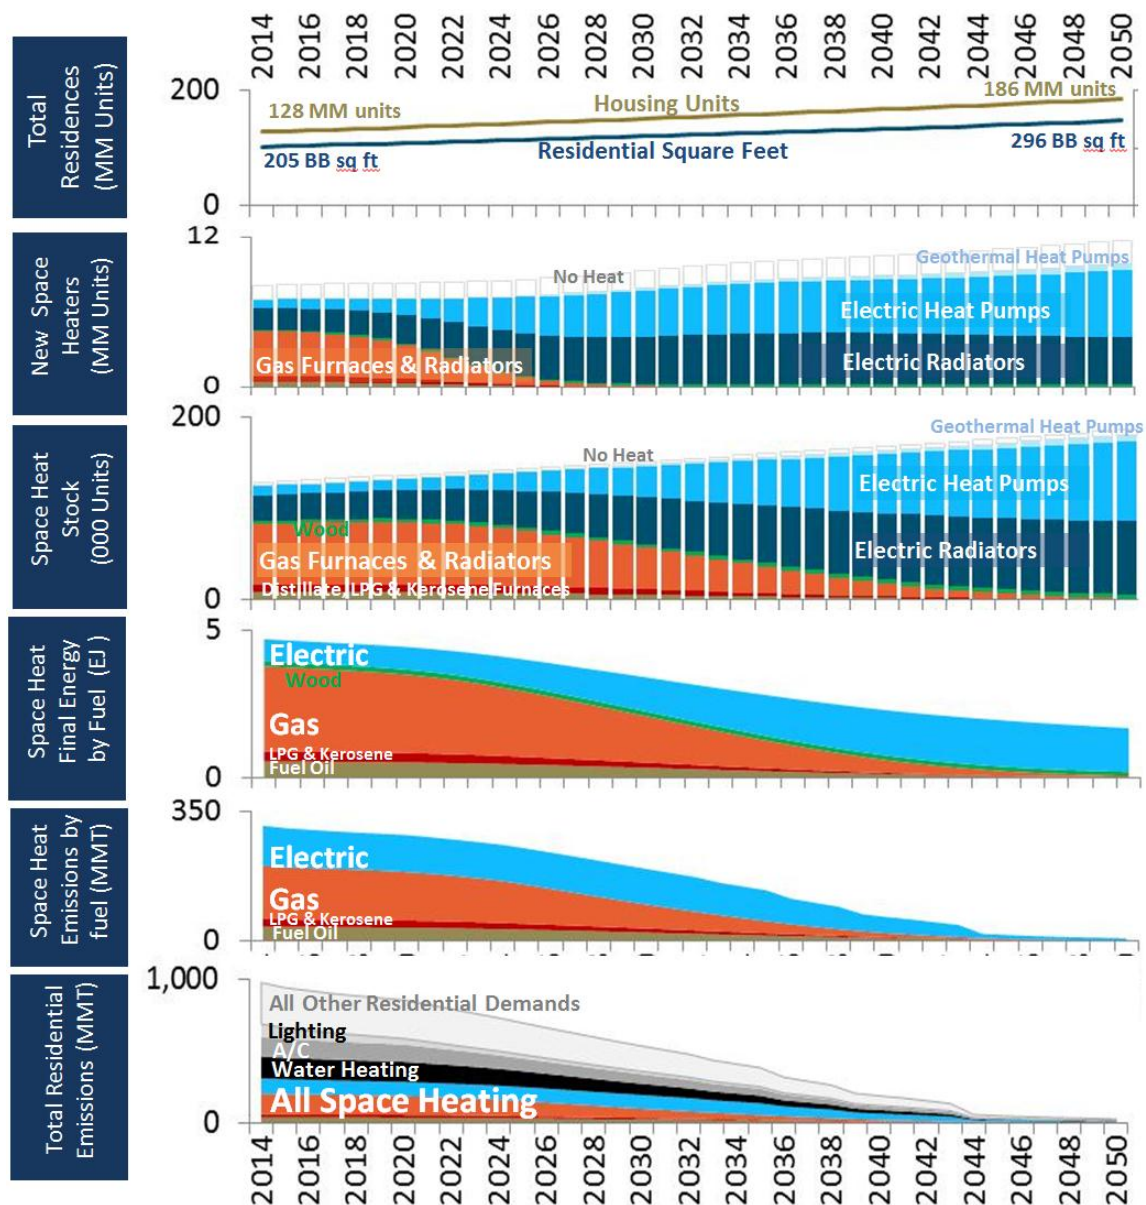 2014 2016 2018 2020 2022 2024 2026 2028 2030 2032 2034 2036 2038 2040 2042 2044 2046 2048 2050
Total
Residences
(MM Units)
200
0
128 MM units
Housing Units
186 MM units
205 BB sq ft
Residential Square Feet
296 BB sq ft
New Space
Heaters
(MM Units)
12
0
No Heat
Geothermal Heat Pumps
Electric Heat Pumps
Gas Furnaces & Radiators
Electric Radiators
Space Heat
Stock
(000 Units)
200
0
No Heat
Geothermal Heat Pumps
Electric Heat Pumps
Wood
Gas Furnaces & Radiators
Electric Radiators
Distillate, LPG & Kerosene Furnaces
Space Heat
Final Energy
by Fuel (EJ )
5
0
Electric
Wood
Gas
LPG & Kerosene
Fuel Oil
Space Heat
Emissions by
fuel (MMT)
350
0
Electric
Gas
LPG & Kerosene
Fuel Oil
Total Residential
Emissions (MMT)
1,000
0
All Other Residential Demands
Lighting
A/C
Water Heating
All Space Heating
2014 2016 2018 2020 2022 2024 2026 2028 2030 2032 2034 2036 2038 2040 2042 2044 2046 2048 2050